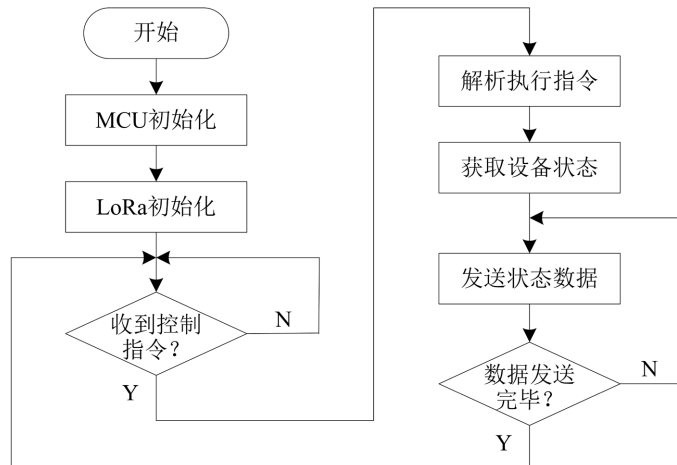 开始
MCU初始化
LoRa初始化
收到控制
指令？
N
Y
解析执行指令
获取设备状态
发送状态数据
数据发送
完毕？
N
Y